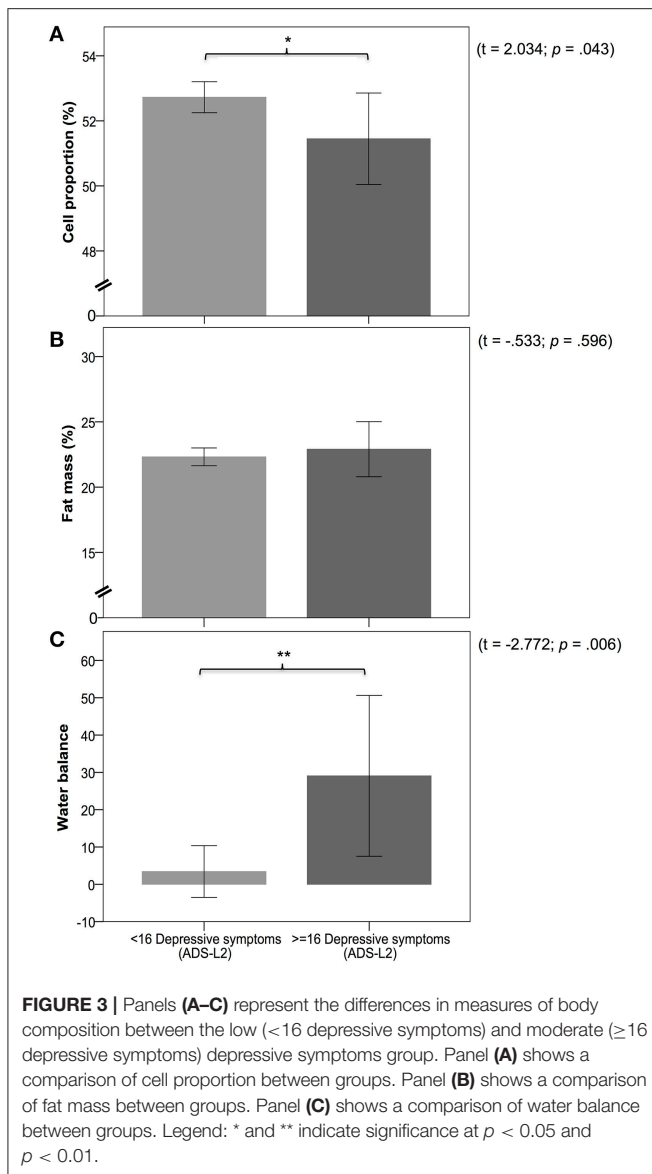 A
*
(t = 2.034; p = .043)
54
52
50
48
0
Cell proportion (%)
B
(t = -.533; p = .596)
30
25
20
15
0
Fat mass (%)
C
**
(t = -2.772; p = .006)
60
50
40
30
20
10
0
-10
Water balance
<16 Depressive symptoms >=16 Depressive symptoms
(ADS-L2) (ADS-L2)
FIGURE 3 | Panels (A–C) represent the differences in measures of body
composition between the low (<16 depressive symptoms) and moderate (≥16
depressive symptoms) depressive symptoms group. Panel (A) shows a
comparison of cell proportion between groups. Panel (B) shows a comparison
of fat mass between groups. Panel (C) shows a comparison of water balance
between groups. Legend: * and ** indicate significance at p < 0.05 and
p < 0.01.